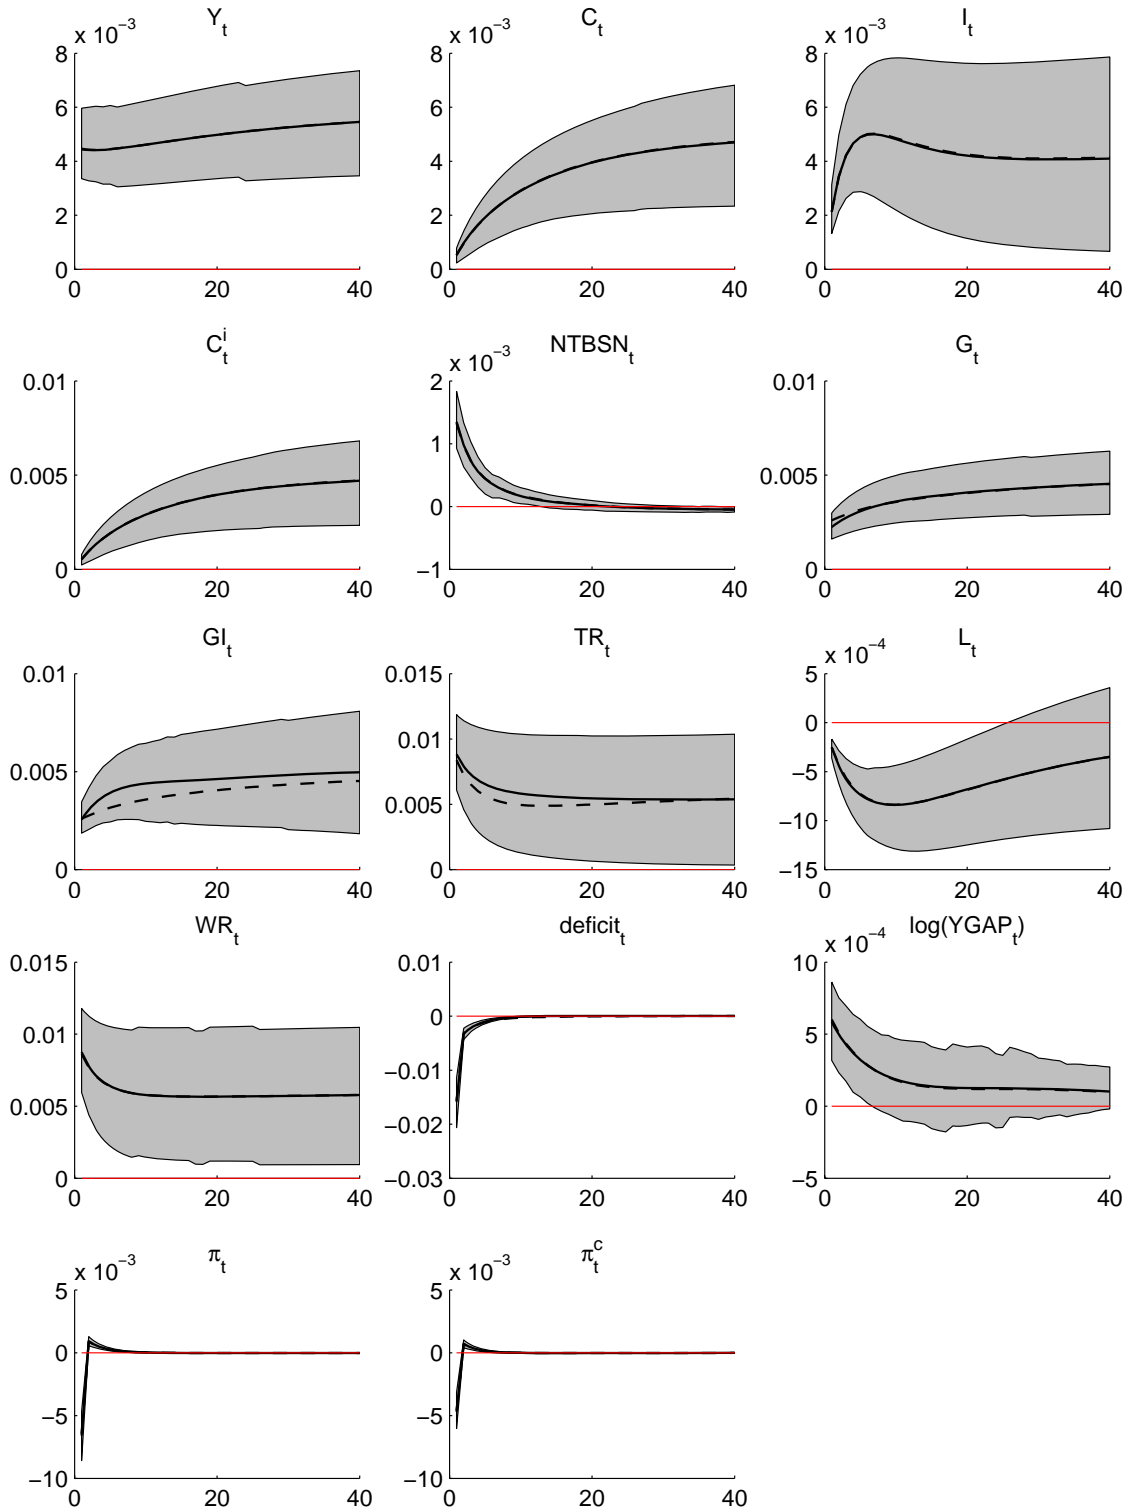 Y_t C_t I_t
x 10^−3 x 10^−3 x 10^−3
8 8 8
6 6 6
4 4 4
2 2 2
0 0 0
0 20 40 0 20 40 0 20 40
C_t^i NTBSN_t G_t
x 10^−3
0.01 2 0.01
1
0.005 0 0.005
0 −1 0
0 20 40 0 20 40 0 20 40
GI_t TR_t L_t
x 10^−4
0.01 0.015 5
0.01 0
0.005 −5
0.005 −10
0 0 −15
0 20 40 0 20 40 0 20 40
WR_t deficit_t log(YGAP_t)
x 10^−4
0.015 0.01 10
0
0.01 5
−0.01
0.005 0
−0.02
0 −0.03 −5
0 20 40 0 20 40 0 20 40
π_t π_t^c
x 10^−3 x 10^−3
5 5
0 0
−5 −5
−10 −10
0 20 40 0 20 40